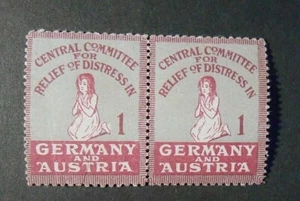 CENTRAL COMMITTEE
FOR
RELIEF OF DISTRESS IN
1
GERMANY
AND
AUSTRIA
CENTRAL COMMITTEE
FOR
RELIEF OF DISTRESS IN
1
GERMANY
AND
AUSTRIA